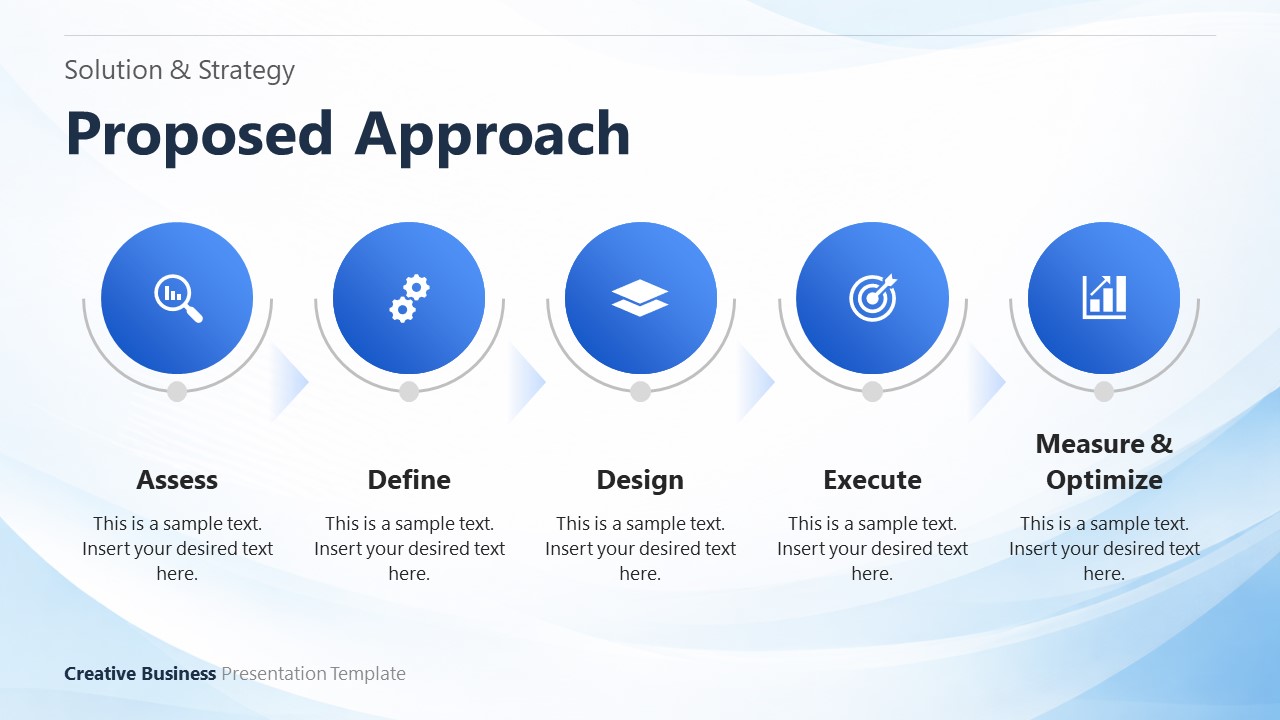 Solution & Strategy
Proposed Approach
Assess
This is a sample text.
Insert your desired text
here.
Define
This is a sample text.
Insert your desired text
here.
Design
This is a sample text.
Insert your desired text
here.
Execute
This is a sample text.
Insert your desired text
here.
Measure &
Optimize
This is a sample text.
Insert your desired text
here.
Creative Business Presentation Template